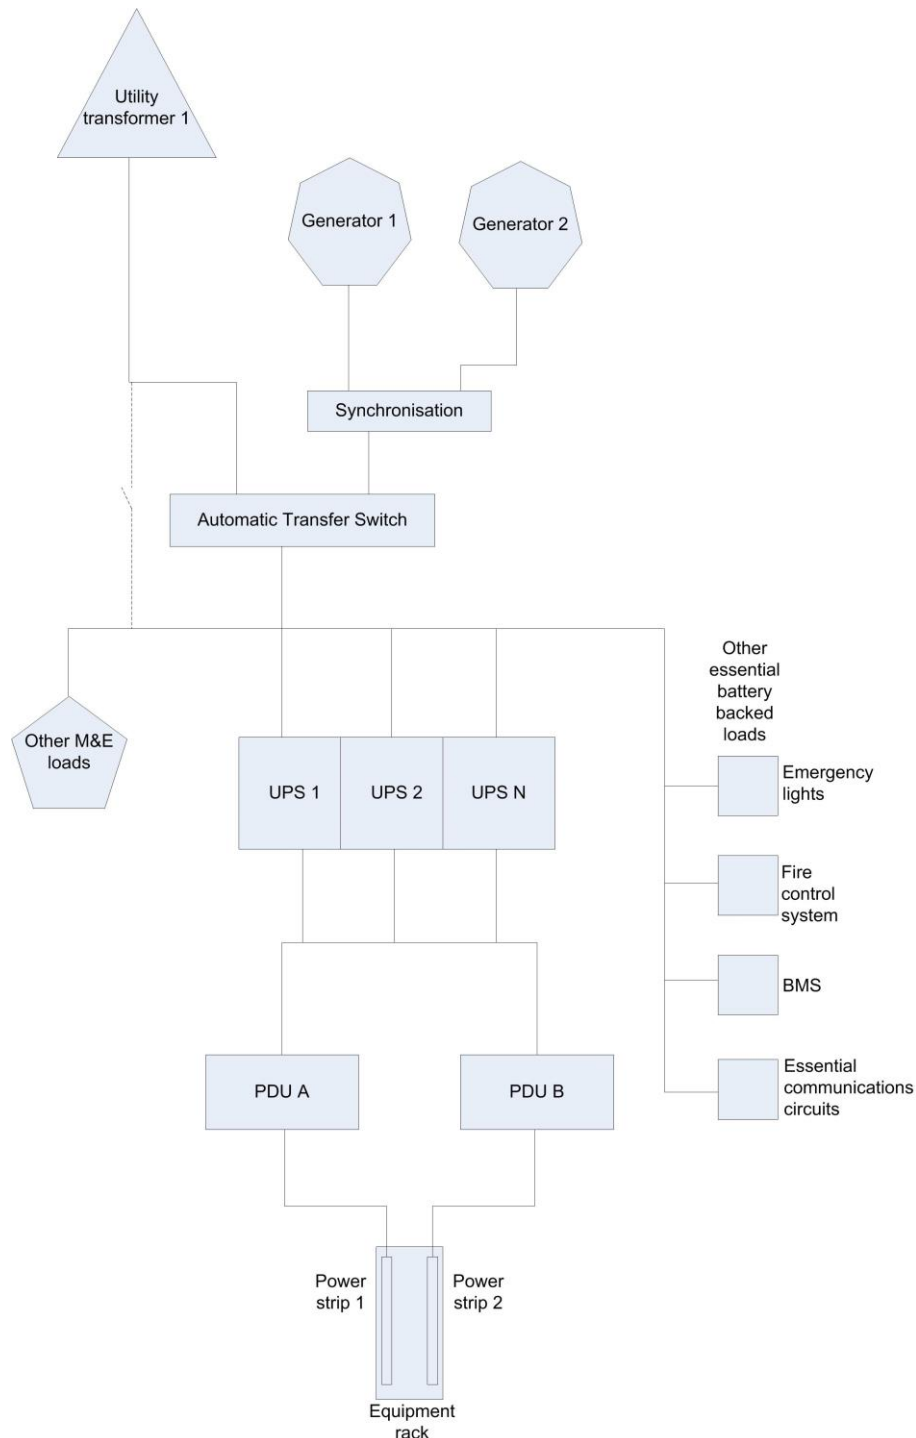 Utility
transformer 1
Generator 1
Generator 2
Synchronisation
Automatic Transfer Switch
Other M&E
loads
UPS 1
UPS 2
UPS N
Other
essential
battery
backed
loads
Emergency
lights
Fire
control
system
BMS
Essential
communications
circuits
PDU A
PDU B
Power
strip 1
Power
strip 2
Equipment
rack